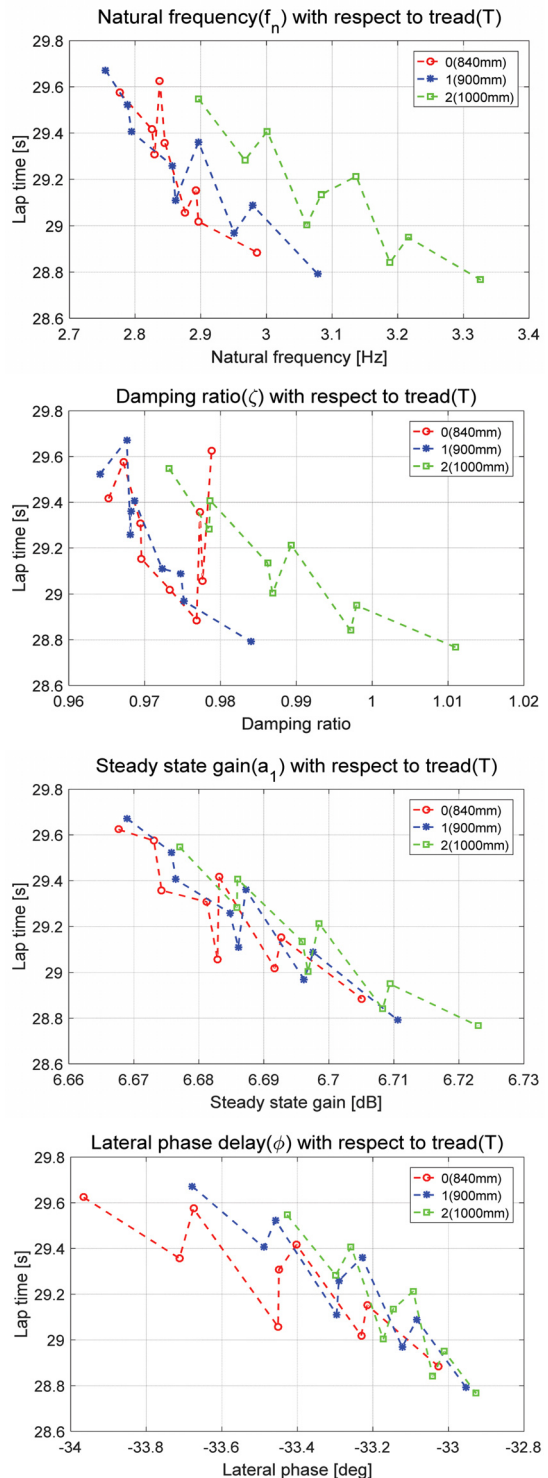 Natural frequency(fn) with respect to tread(T)
29.8
29.6
29.4
29.2
29
28.8
28.6
Lap time [s]
0(840mm)
1(900mm)
2(1000mm)
2.7 2.8 2.9 3 3.1 3.2 3.3 3.4
Natural frequency [Hz]
Damping ratio(ζ) with respect to tread(T)
29.8
29.6
29.4
29.2
29
28.8
28.6
Lap time [s]
0(840mm)
1(900mm)
2(1000mm)
0.96 0.97 0.98 0.99 1 1.01 1.02
Damping ratio
Steady state gain(a1) with respect to tread(T)
29.8
29.6
29.4
29.2
29
28.8
28.6
Lap time [s]
0(840mm)
1(900mm)
2(1000mm)
6.66 6.67 6.68 6.69 6.7 6.71 6.72 6.73
Steady state gain [dB]
Lateral phase delay(ϕ) with respect to tread(T)
29.8
29.6
29.4
29.2
29
28.8
28.6
Lap time [s]
0(840mm)
1(900mm)
2(1000mm)
-34 -33.8 -33.6 -33.4 -33.2 -33 -32.8
Lateral phase [deg]